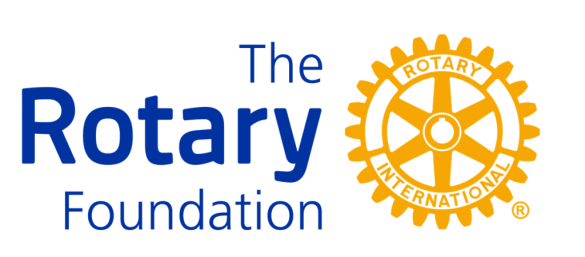 The
Rotary
Foundation
ROTARY
INTERNATIONAL
®